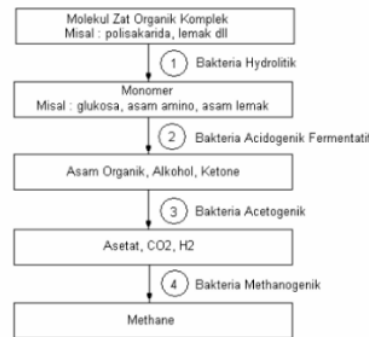 Molekul Zat Organik Komplek
Misal : polisakarida, lemak dll
1 Bakteria Hydrolitik
Monomer
Misal : glukosa, asam amino, asam lemak
2 Bakteria Acidogenik Fermentatif
Asam Organik, Alkohol, Ketone
3 Bakteria Acetogenik
Asetat, CO2, H2
4 Bakteria Methanogenik
Methane